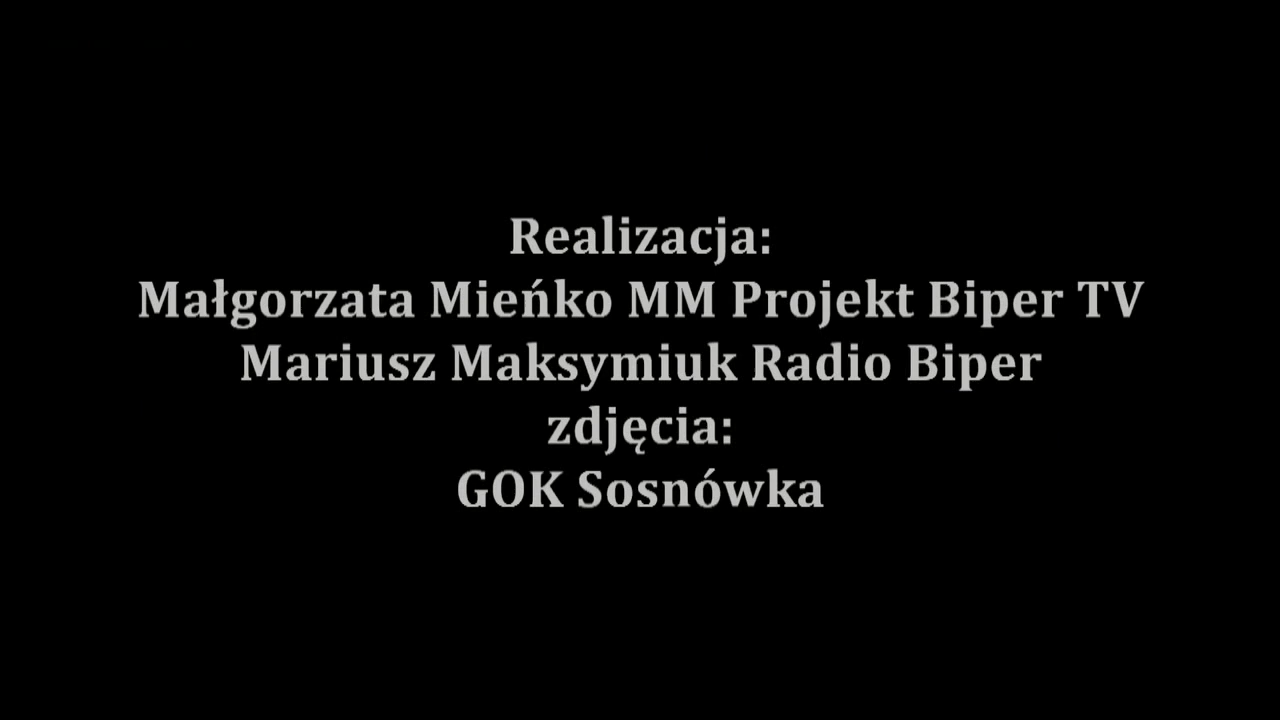 Realizacja:
Małgorzata Mieńko MM Projekt Biper TV
Mariusz Maksymiuk Radio Biper
zdjęcia:
GOK Sosnówka